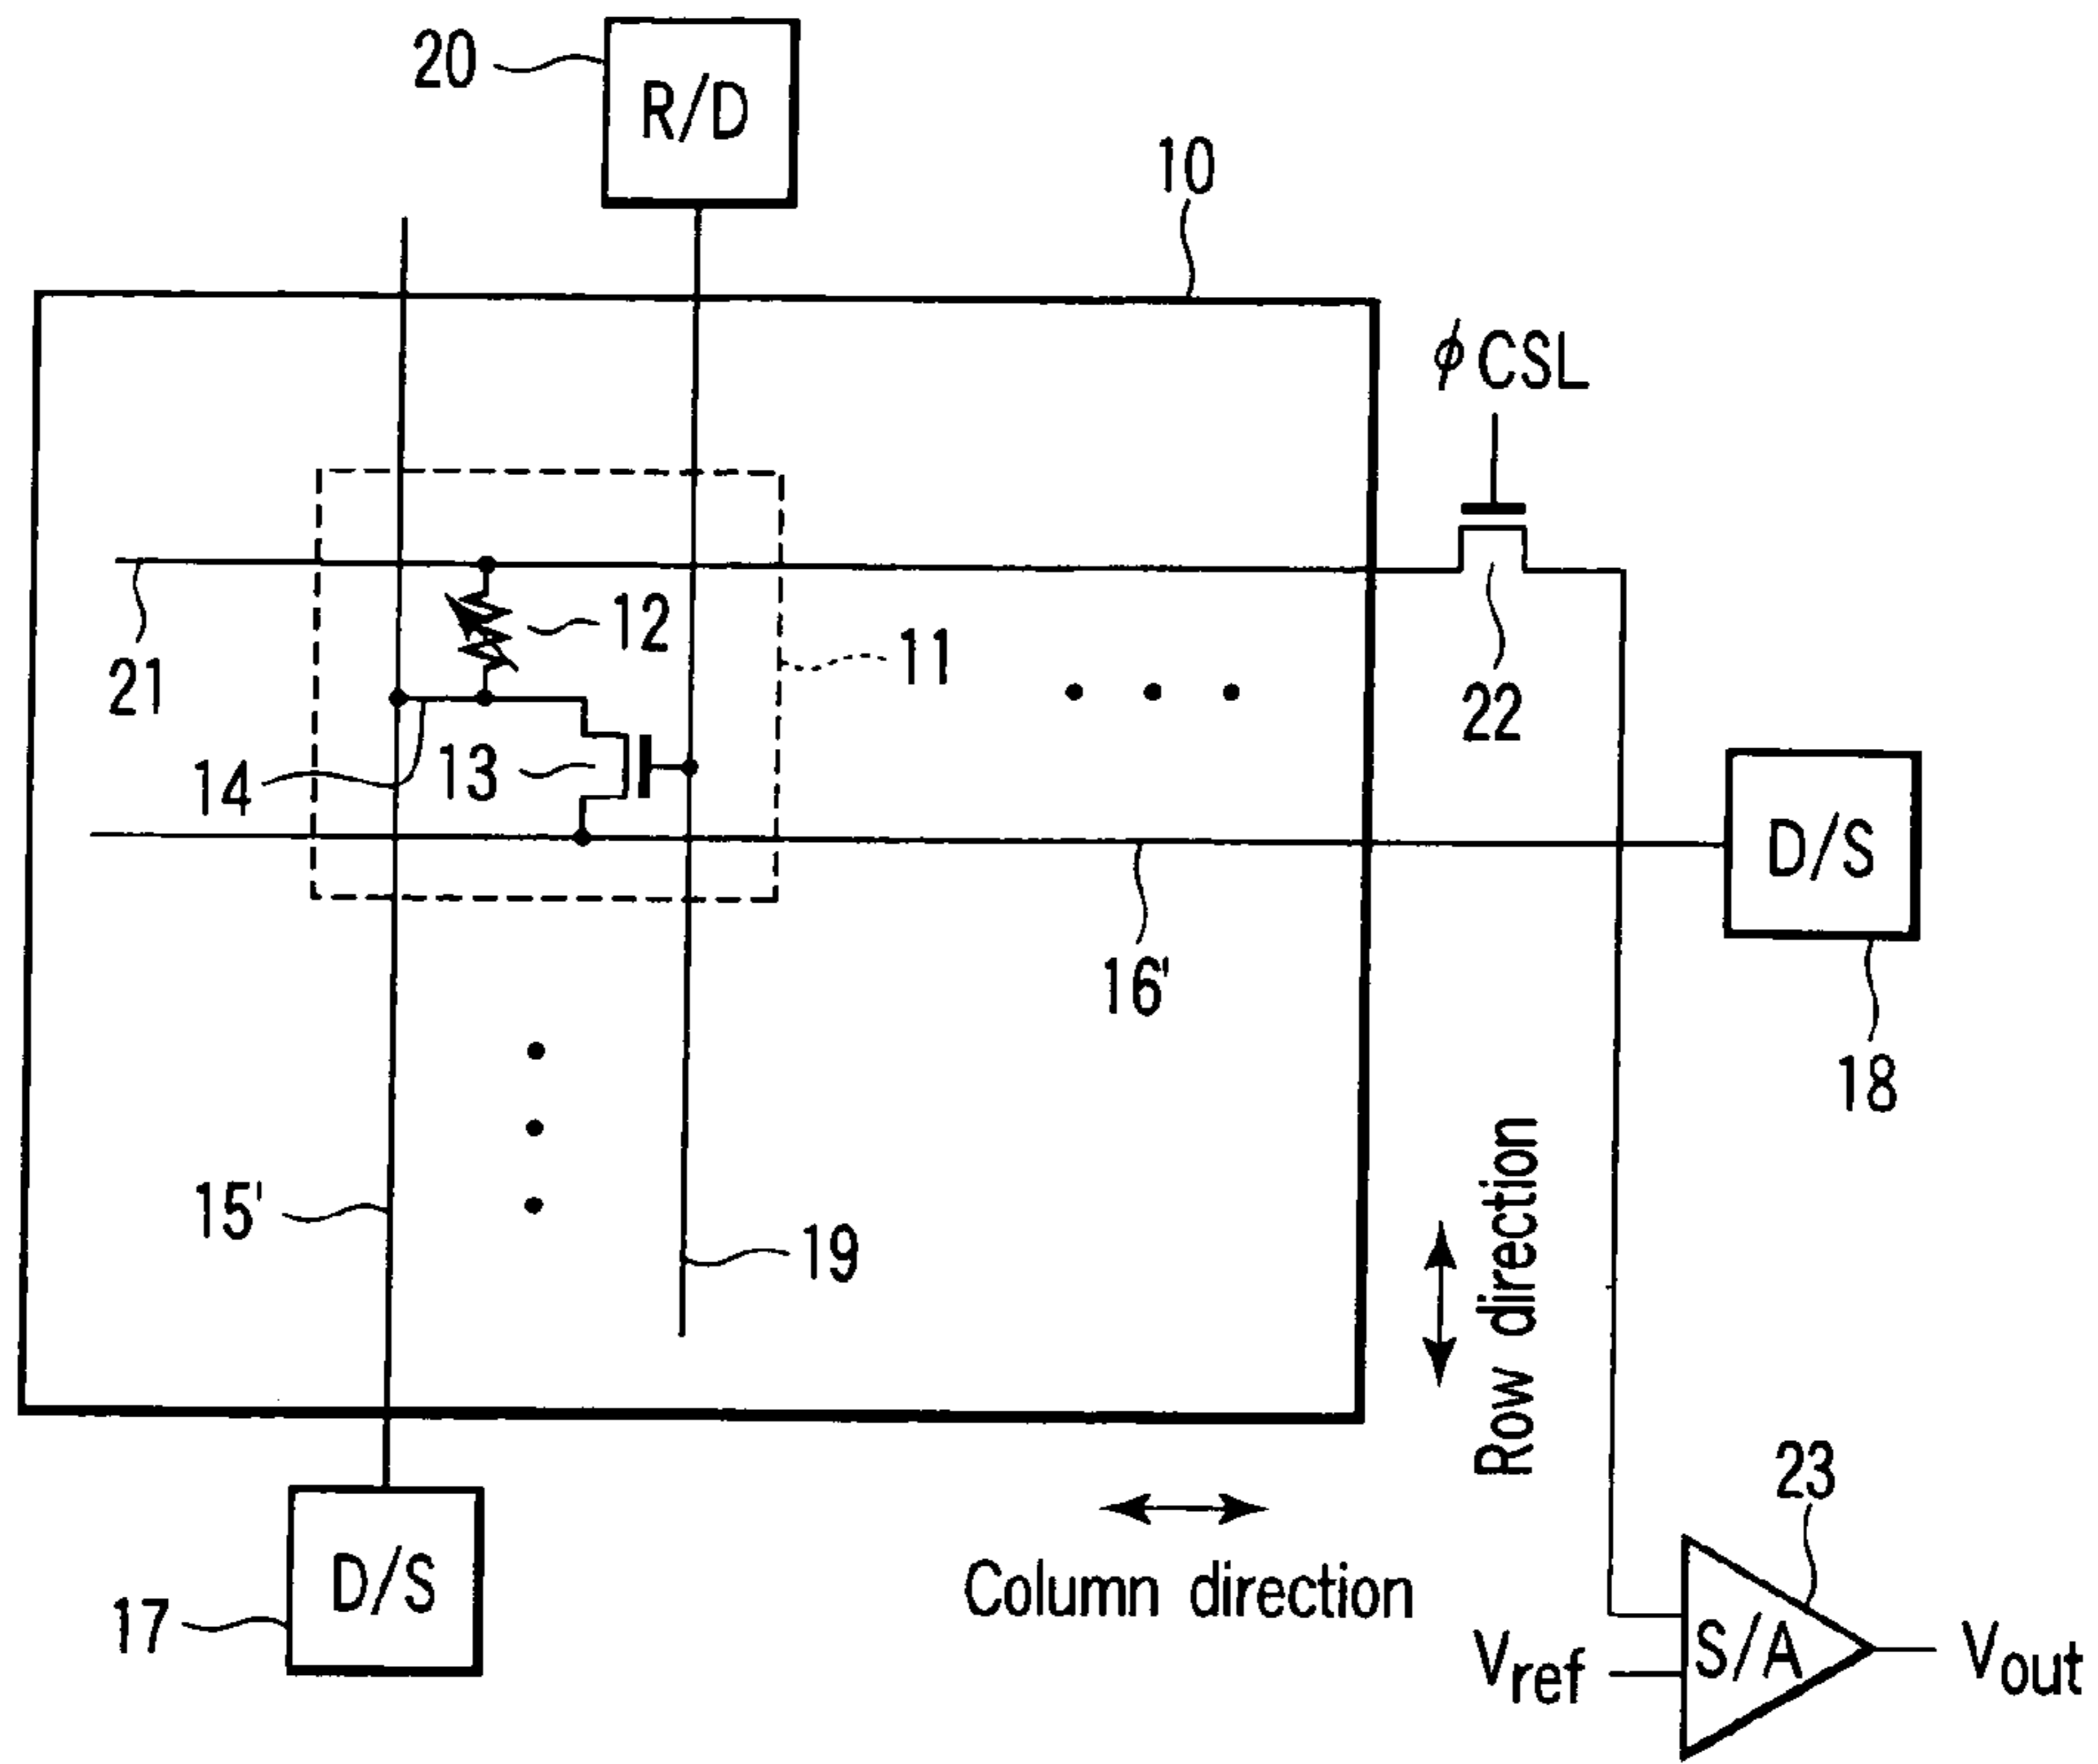 20
R/D
10
ϕCSL
12
11
21
22
14
13
D/S
16'
18
15'
19
Row direction
23
Column direction
D/S
17
S/A
Vref
Vout